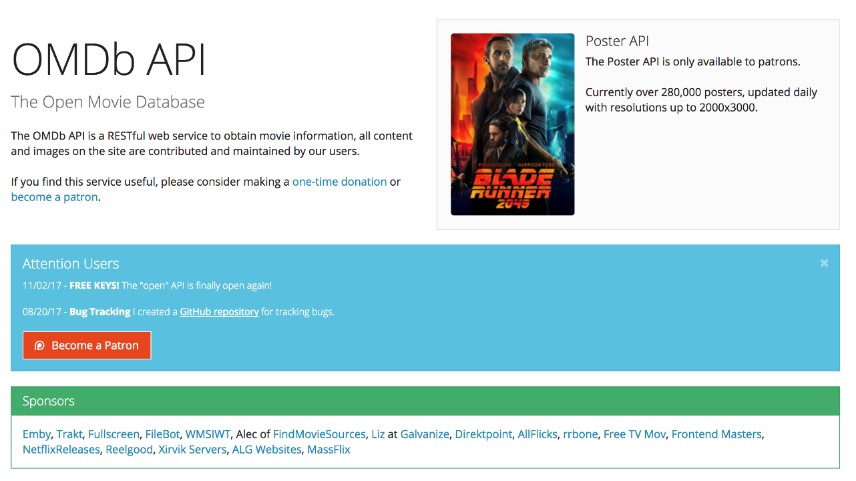 OMDb API
The Open Movie Database
The OMDb API is a RESTful web service to obtain movie information, all content
and images on the site are contributed and maintained by our users.
If you find this service useful, please consider making a one-time donation or
become a patron.
Poster API
The Poster API is only available to patrons.
Currently over 280,000 posters, updated daily
with resolutions up to 2000x3000.
HARRISON FORD
BLADE
RUNNER
2049
Attention Users
11/02/17 - FREE KEYS! The "open" API is finally open again!
08/20/17 - Bug Tracking I created a GitHub repository for tracking bugs.
Become a Patron
Sponsors
Emby, Trakt, Fullscreen, FileBot, WMSIWT, Alec of FindMovieSources, Liz at Galvanize, Direktpoint, AllFlicks, rrbone, Free TV Mov, Frontend Masters,
NetflixReleases, Reelgood, Xirvik Servers, ALG Websites, MassFlix